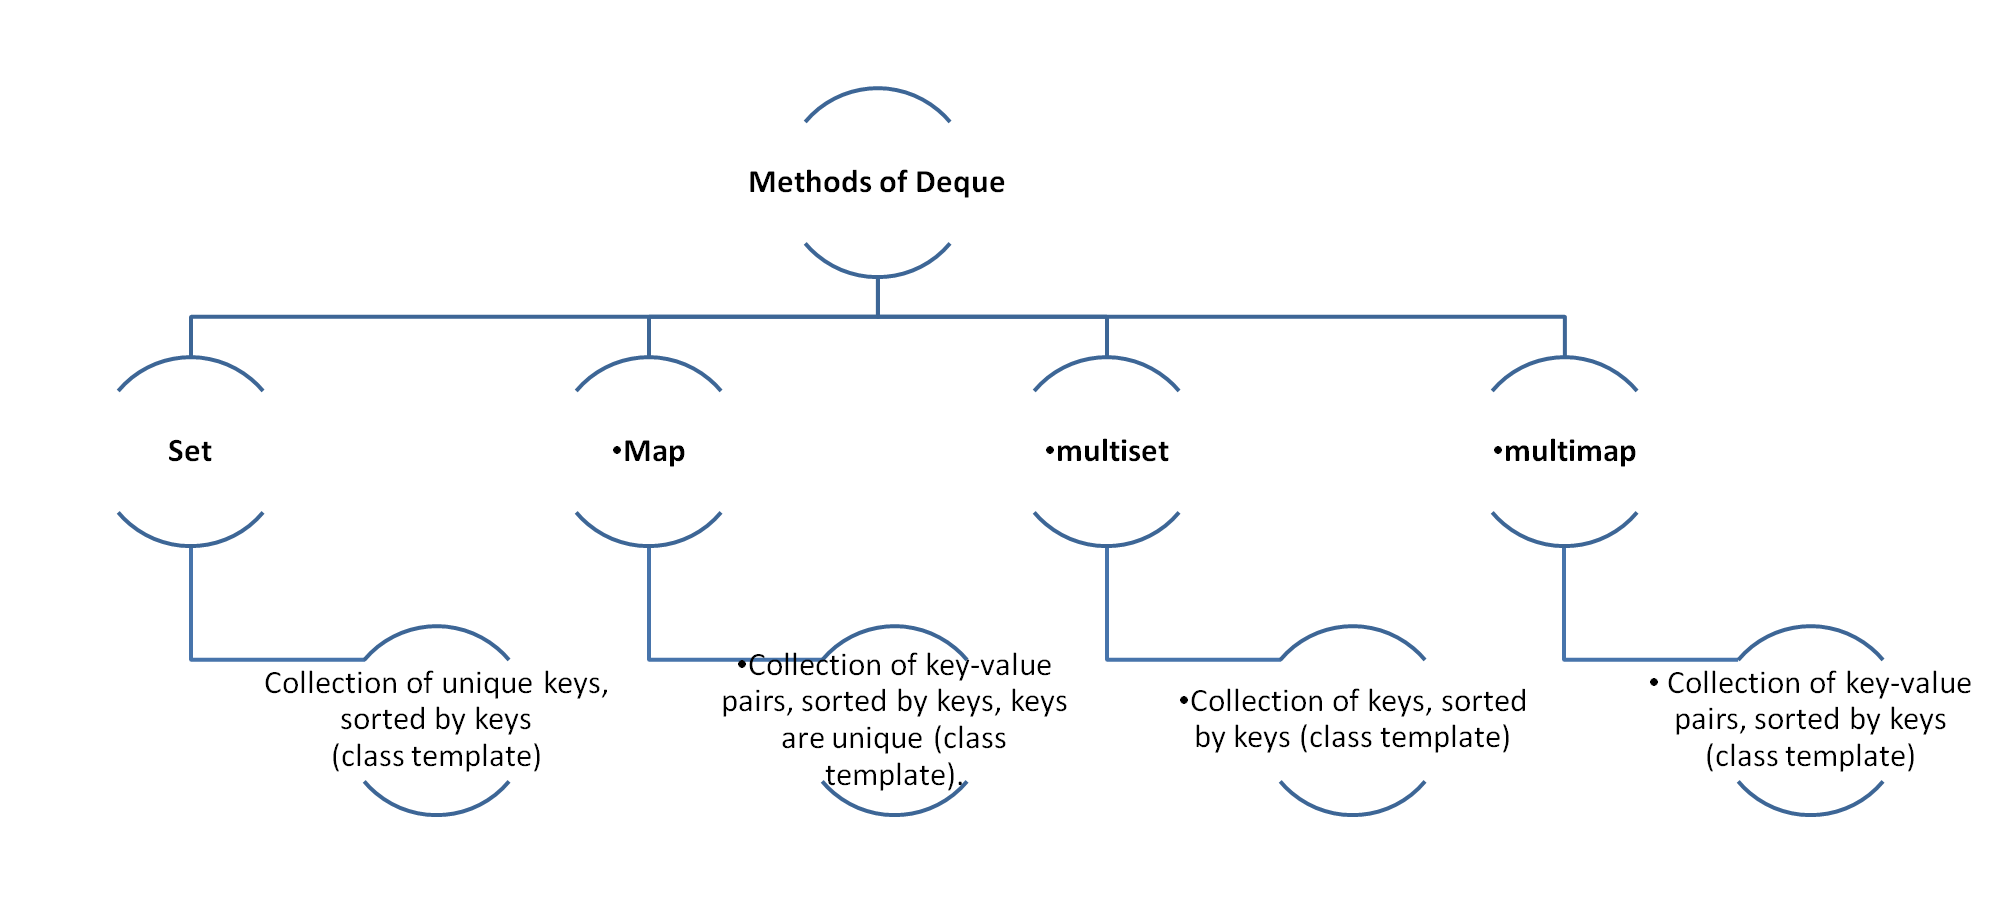 Methods of Deque
Set
•Map
•multiset
•multimap
Collection of unique keys,
sorted by keys
(class template)
•Collection of key-value
pairs, sorted by keys, keys
are unique (class
template).
•Collection of keys, sorted
by keys (class template)
• Collection of key-value
pairs, sorted by keys
(class template)